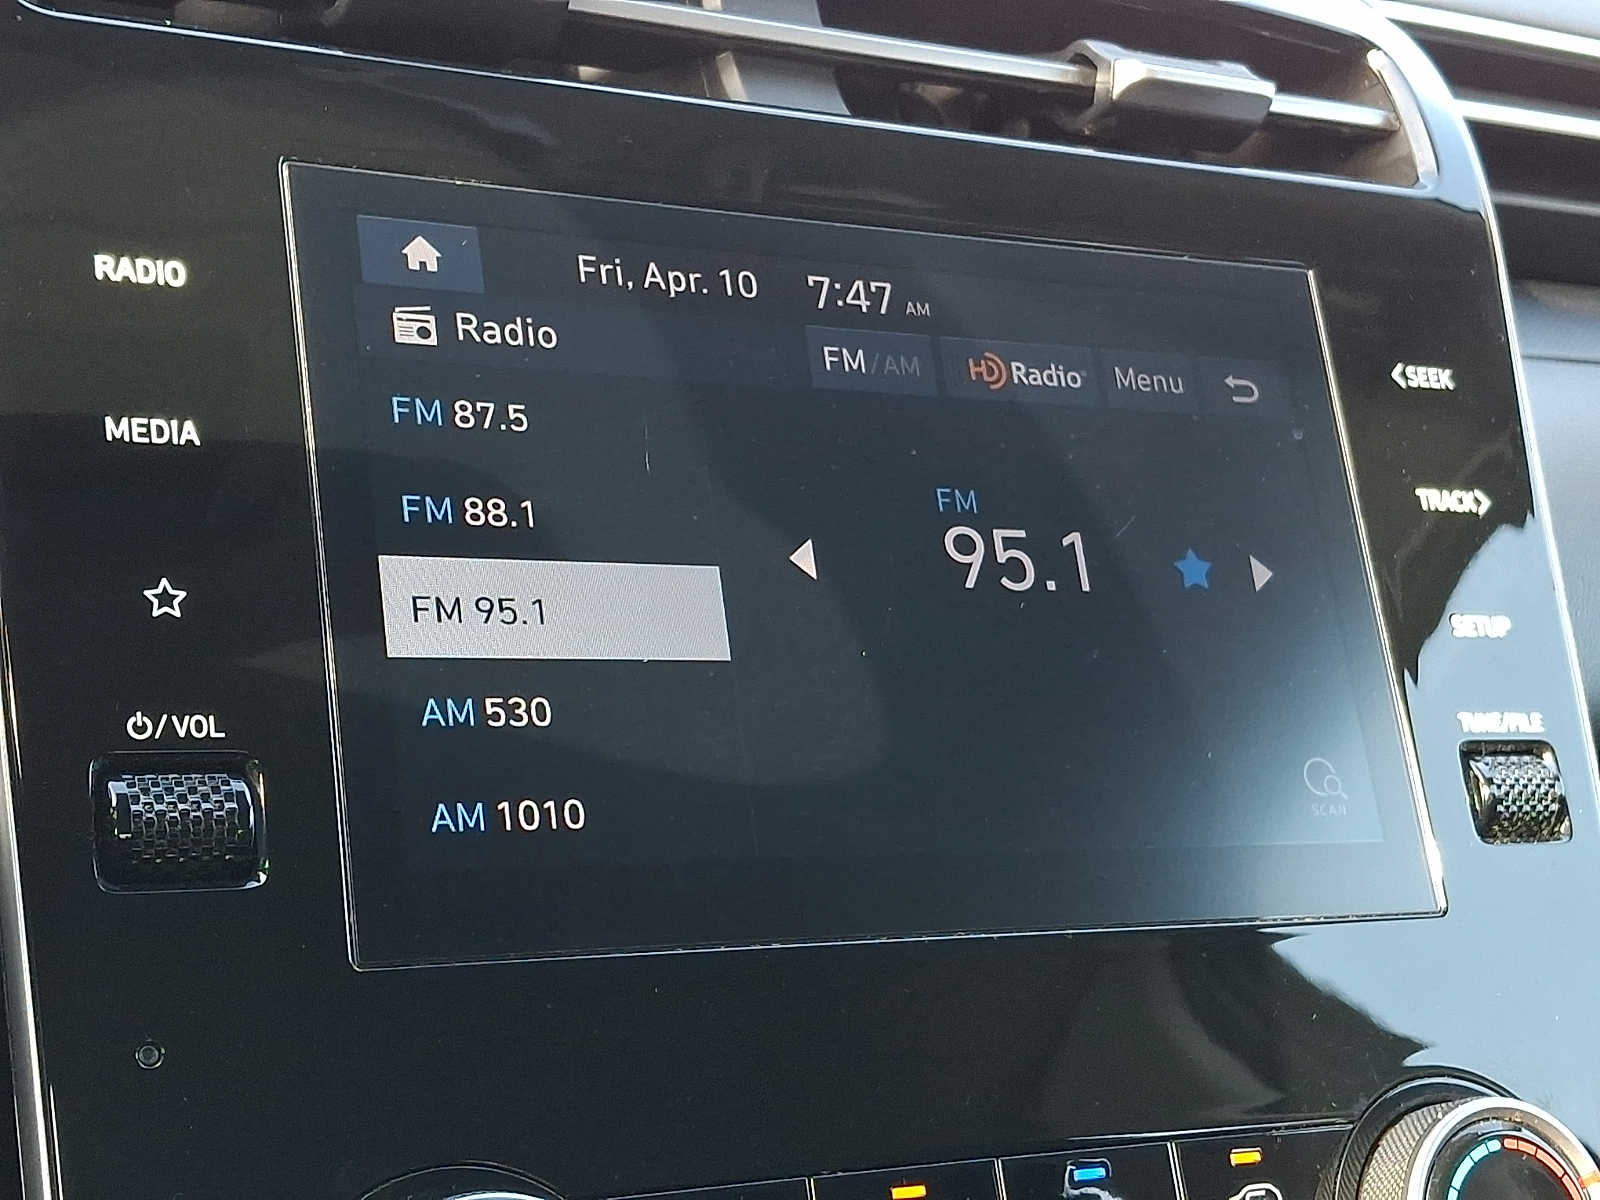 Fri, Apr. 10 7:47 AM
Radio
FM/AM HD Radio Menu
FM 87.5
FM 88.1
FM 95.1
AM 530
AM 1010
FM
95.1
SCAN
RADIO
MEDIA
/VOL
SEEK
TRACK
SETUP
TUNE/FILE